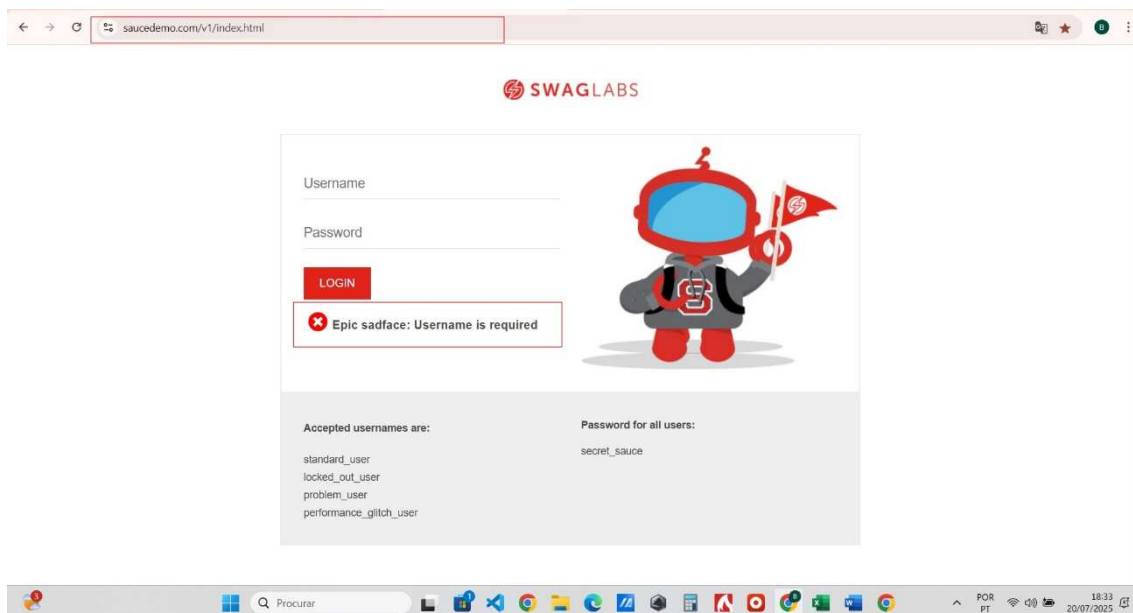 saucedemo.com/v1/index.html
B
SWAGLABS
Username
Password
LOGIN
Epic sadface: Username is required
S
Accepted usernames are:
standard_user
locked_out_user
problem_user
performance_glitch_user
Password for all users:
secret_sauce
3
Procurar
POR
PT
18:33
20/07/2025